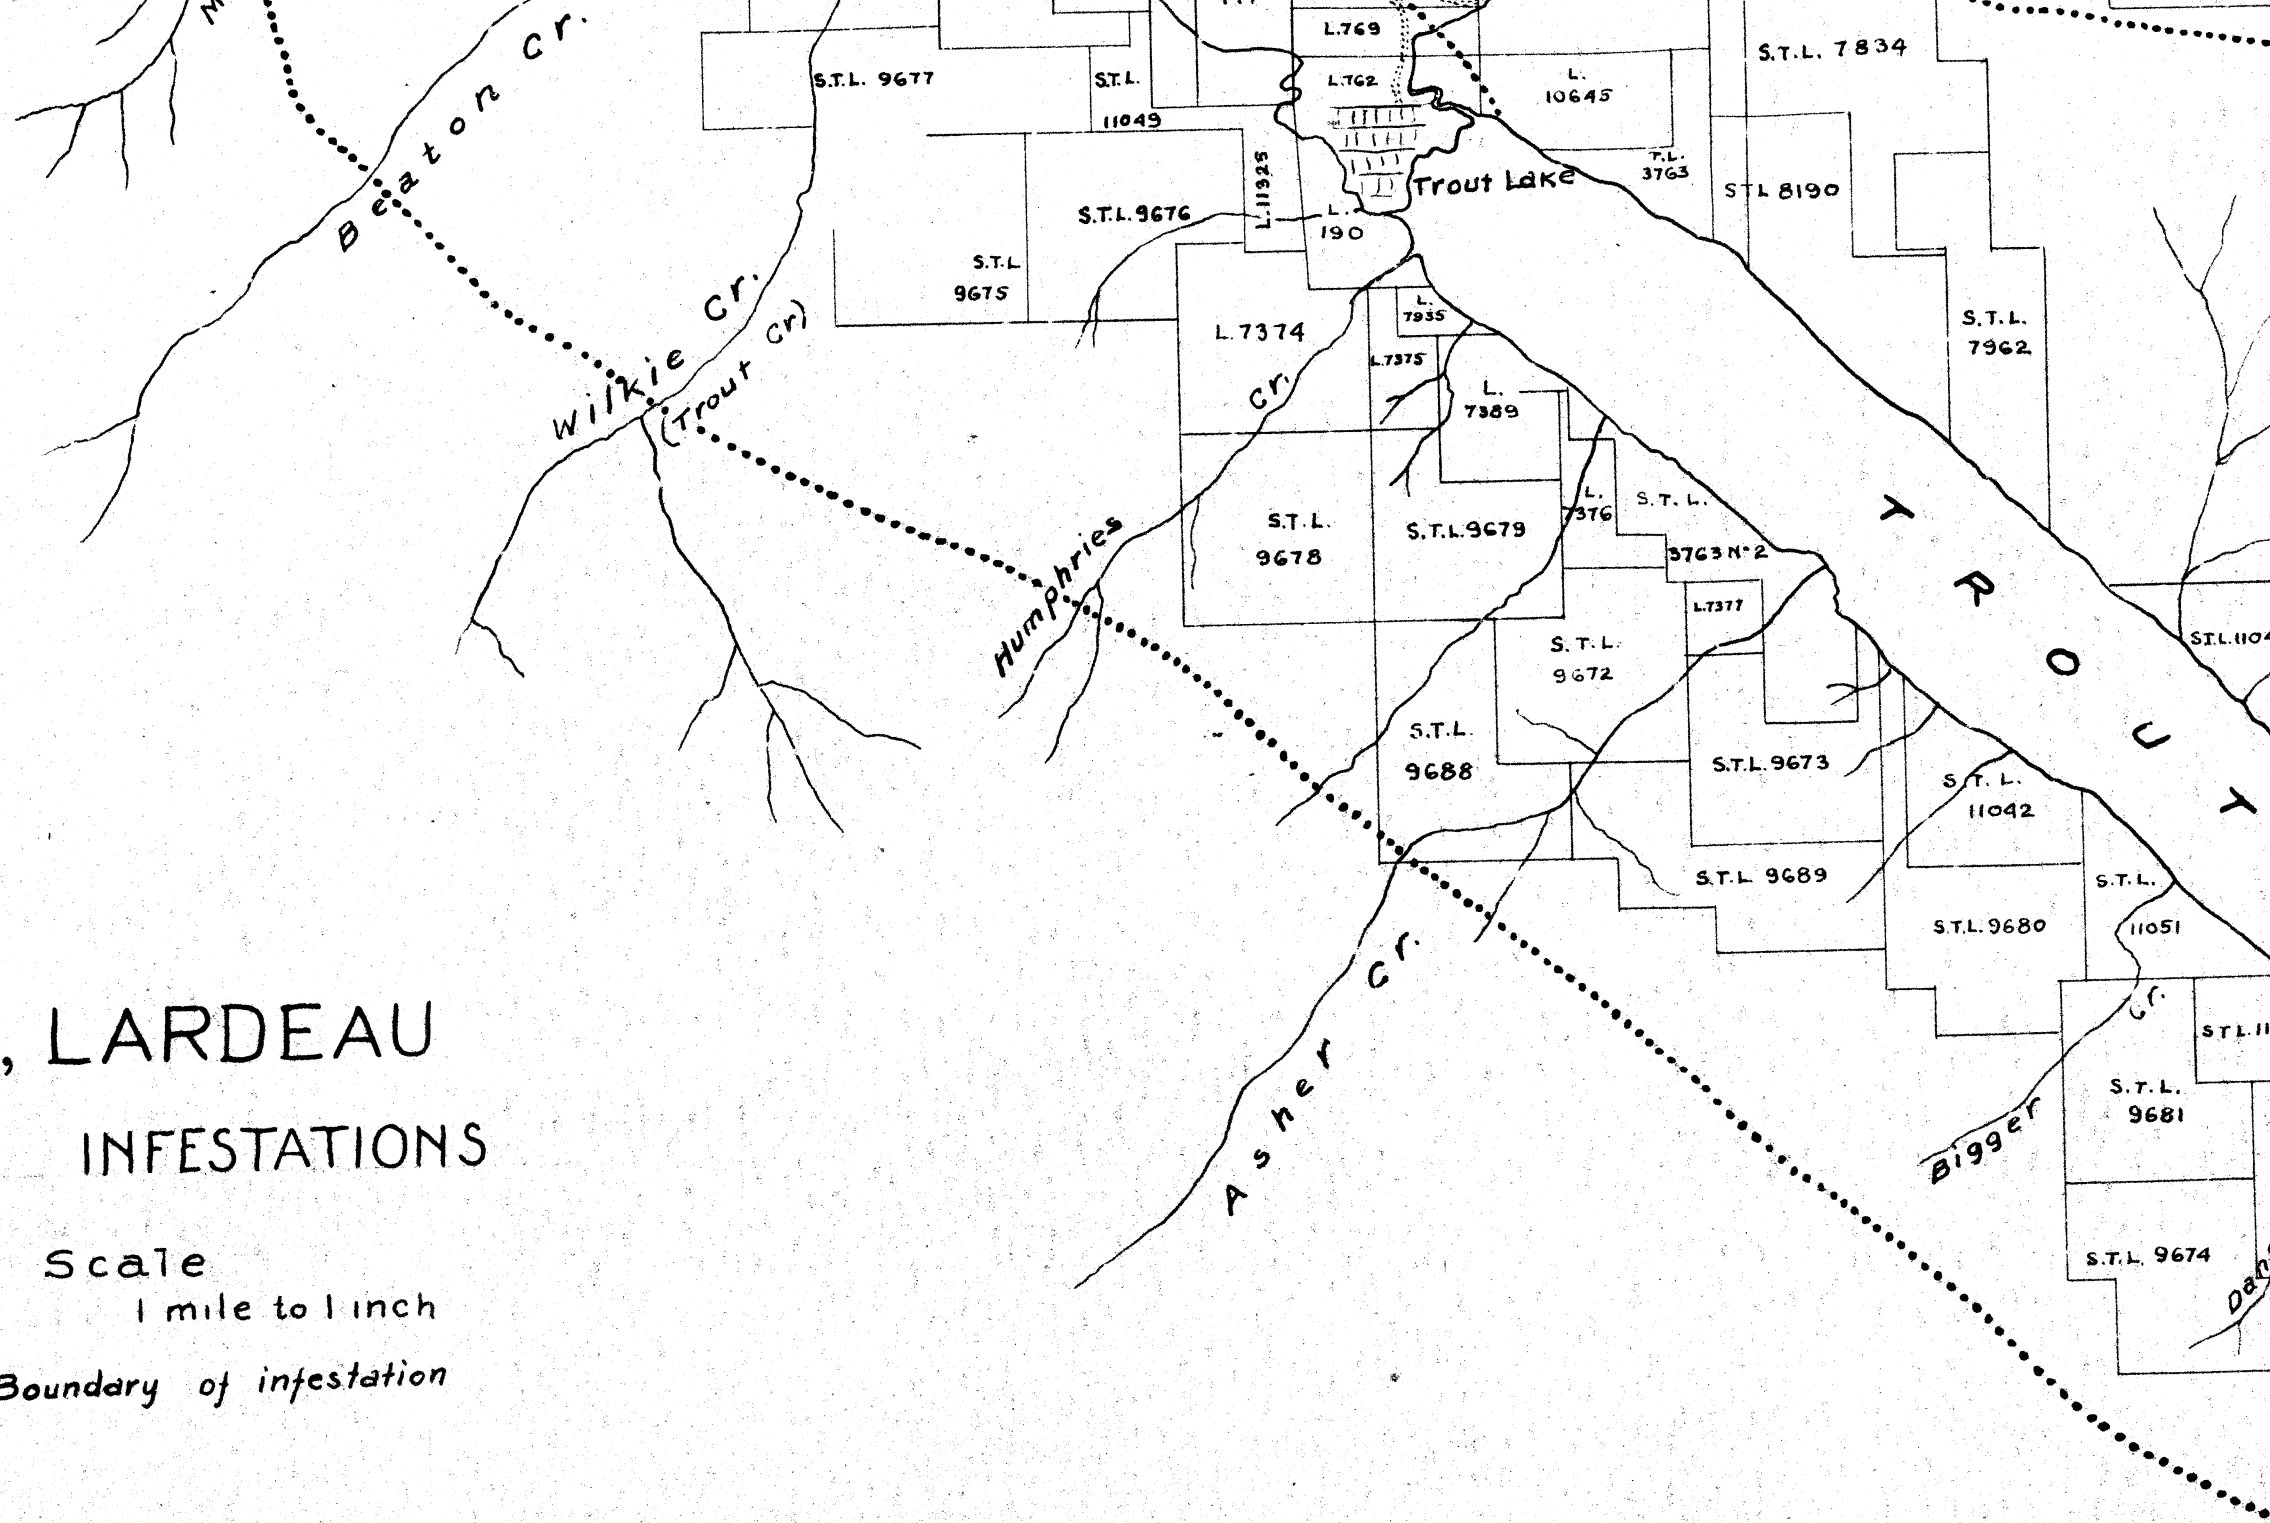 Cr.
Beaton
L.769
S.T.L. 7834
S.T.L. 9677
S.T.L.
11049
L.762
L.
10645
T.L.
3763
Trout Lake
S T L 8190
L.11325
S.T.L.9676
L.
190
S.T.L
9675
Wilkie Cr.
(Trout Cr)
L.7374
L.
7935
L.7375
L.
7389
S.T.L.
7962
Humphries Cr.
S.T.L.
9678
S.T.L.9679
L.
7376
S.T.L.
3763 No 2
TROUT
L.7377
S.T.L.
9672
S.T.L.
9688
S.T.L.9673
S.T.L.
11042
S.T.L 9689
S.T.L.9680
S.T.L.
11051
Asher Cr.
Bigger Cr.
S.T.L.
9681
S.T.L. 9674
, LARDEAU
INFESTATIONS
Scale
1 mile to 1 inch
Boundary of infestation